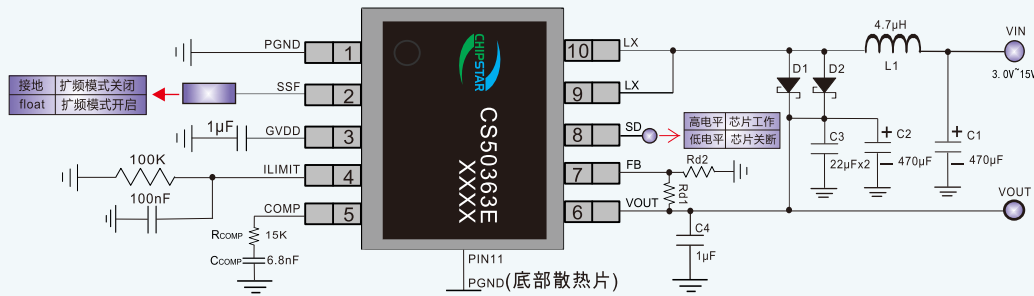 PGND 1
接地 扩频模式关闭
float 扩频模式开启
SSF 2
1μF
GVDD 3
100K
100nF
ILIMIT 4
COMP 5
RCOMP 15K
CCOMP 6.8nF
CHIPSTAR
CS50363E
XXXX
PIN11
PGND(底部散热片)
10 LX
9 LX
8 SD
高电平 芯片工作
低电平 芯片关断
7 FB
Rd2
Rd1
6 VOUT
C4
1μF
D1
D2
C3
22μFx2
C2
470μF
4.7μH
L1
C1
470μF
VIN
3.0V~15V
VOUT